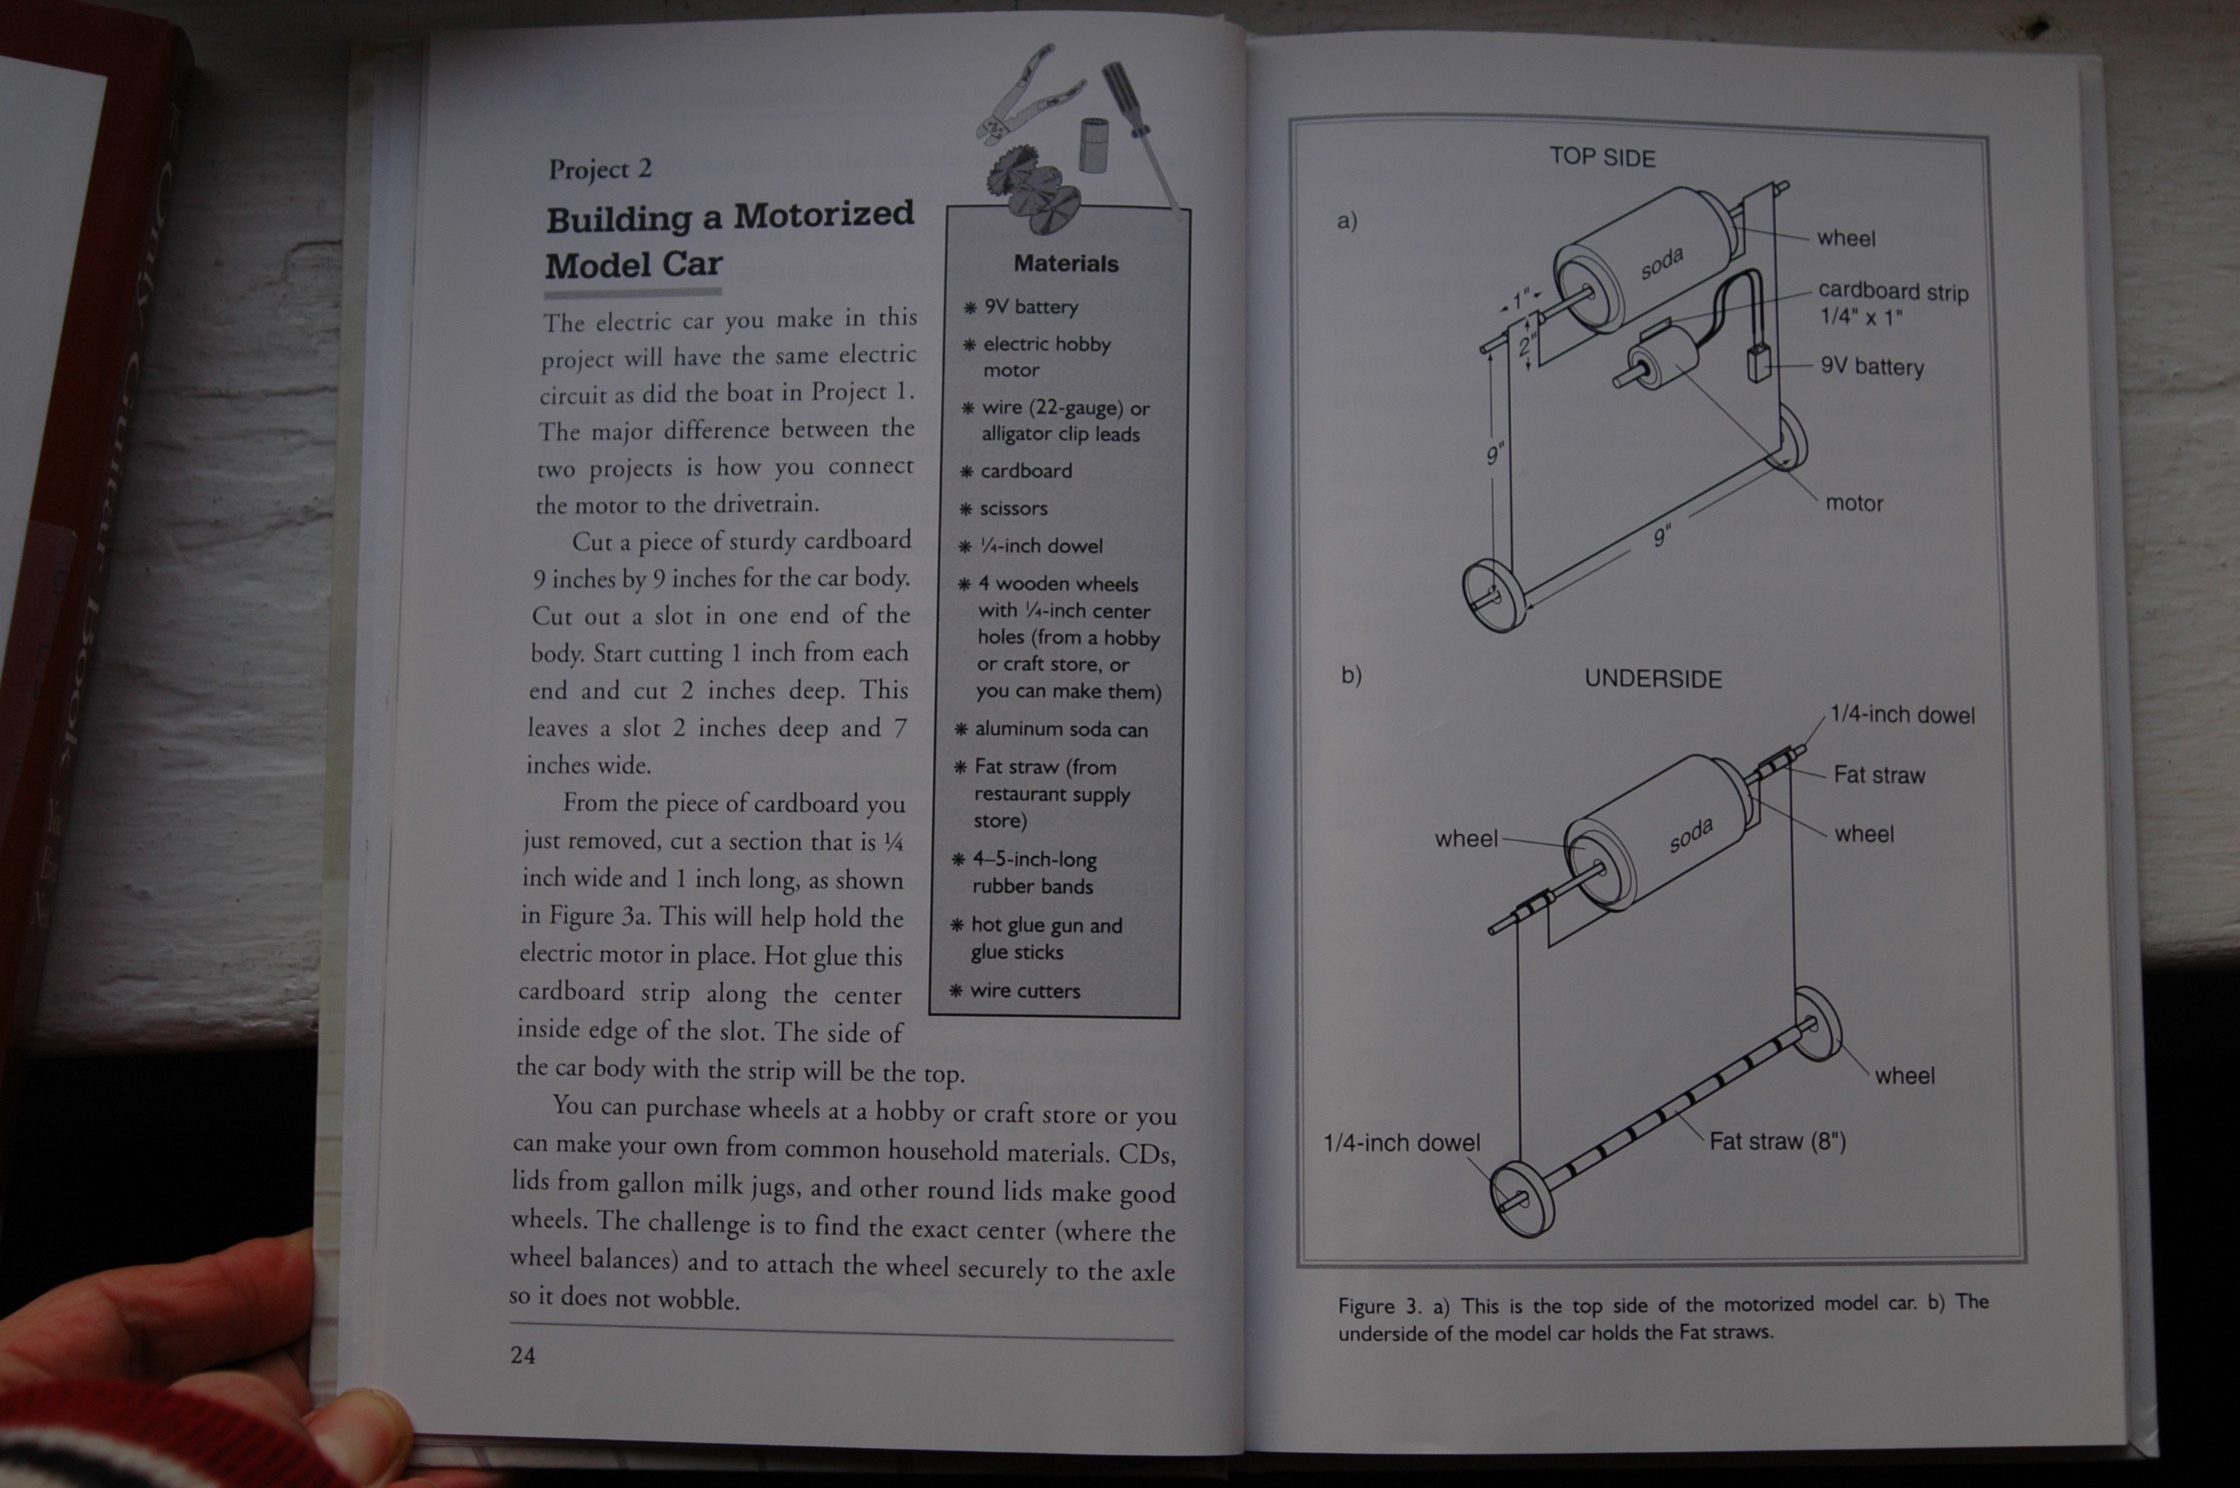 Project 2
Building a Motorized
Model Car
The electric car you make in this
project will have the same electric
circuit as did the boat in Project 1.
The major difference between the
two projects is how you connect
the motor to the drivetrain.
Cut a piece of sturdy cardboard
9 inches by 9 inches for the car body.
Cut out a slot in one end of the
body. Start cutting 1 inch from each
end and cut 2 inches deep. This
leaves a slot 2 inches deep and 7
inches wide.
From the piece of cardboard you
just removed, cut a section that is ¼
inch wide and 1 inch long, as shown
in Figure 3a. This will help hold the
electric motor in place. Hot glue this
cardboard strip along the center
inside edge of the slot. The side of
the car body with the strip will be the top.
You can purchase wheels at a hobby or craft store or you
can make your own from common household materials. CDs,
lids from gallon milk jugs, and other round lids make good
wheels. The challenge is to find the exact center (where the
wheel balances) and to attach the wheel securely to the axle
so it does not wobble.
24
Materials
✳ 9V battery
✳ electric hobby
motor
✳ wire (22-gauge) or
alligator clip leads
✳ cardboard
✳ scissors
✳ ¼-inch dowel
✳ 4 wooden wheels
with ¼-inch center
holes (from a hobby
or craft store, or
you can make them)
✳ aluminum soda can
✳ Fat straw (from
restaurant supply
store)
✳ 4–5-inch-long
rubber bands
✳ hot glue gun and
glue sticks
✳ wire cutters
TOP SIDE
a)
wheel
soda
cardboard strip
1/4" x 1"
1"
2"
9V battery
9"
motor
9"
b)
UNDERSIDE
1/4-inch dowel
Fat straw
wheel
soda
wheel
wheel
1/4-inch dowel
Fat straw (8")
Figure 3. a) This is the top side of the motorized model car. b) The
underside of the model car holds the Fat straws.
Only Guitar Book